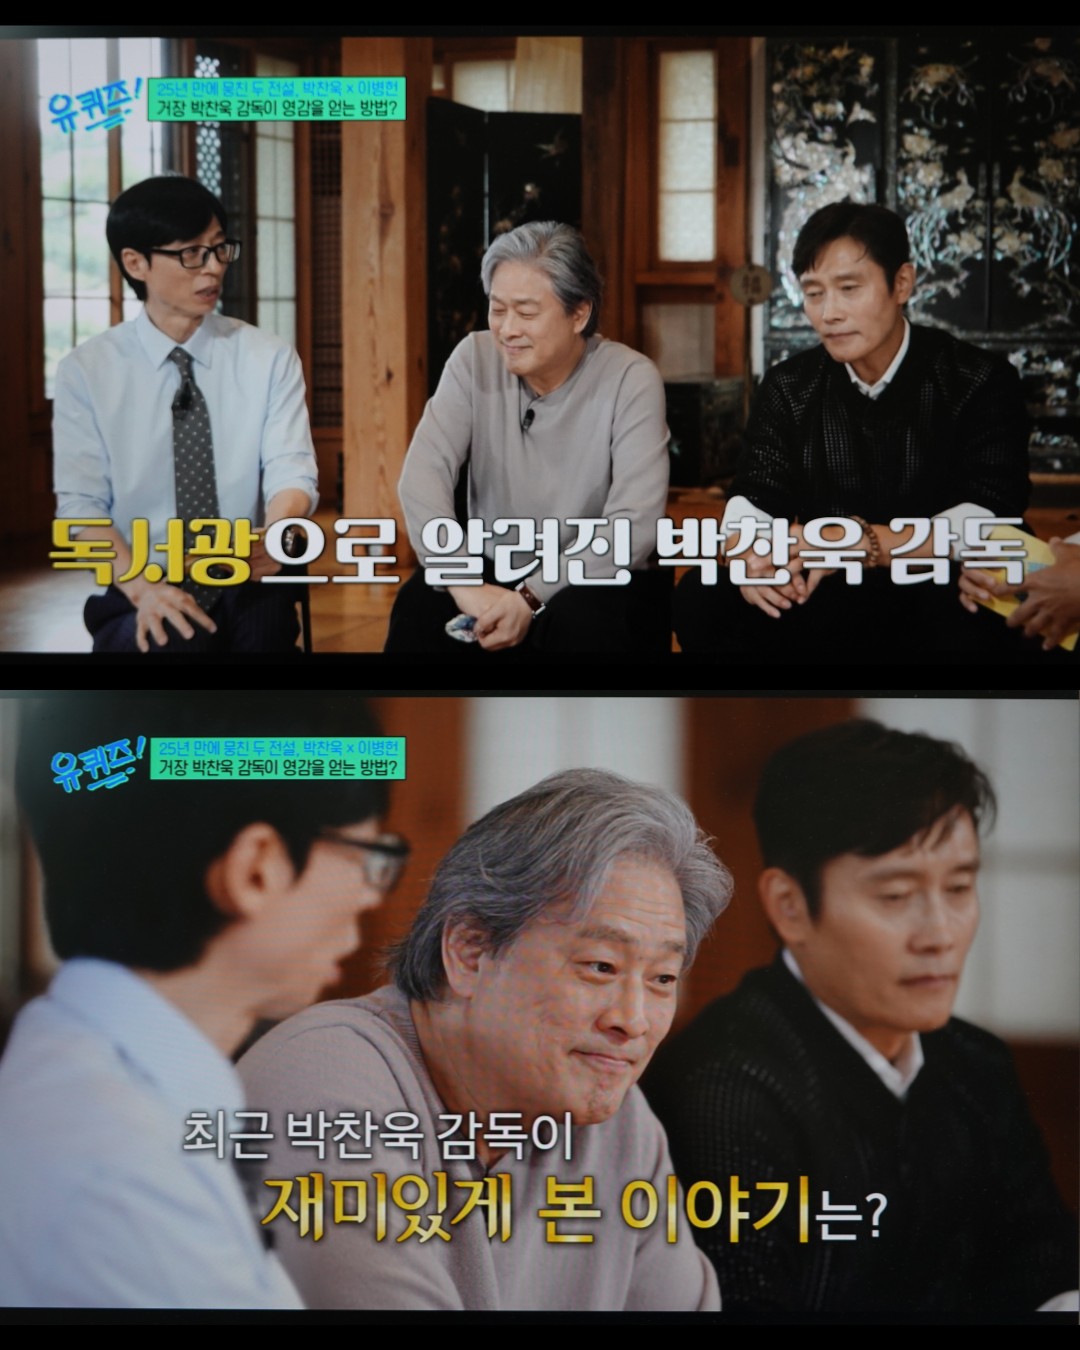 유퀴즈!
25년 만에 뭉친 두 전설, 박찬욱 x 이병헌
거장 박찬욱 감독이 영감을 얻는 방법?
독서광으로 알려진 박찬욱 감독
유퀴즈!
25년 만에 뭉친 두 전설, 박찬욱 x 이병헌
거장 박찬욱 감독이 영감을 얻는 방법?
최근 박찬욱 감독이
재미있게 본 이야기는?